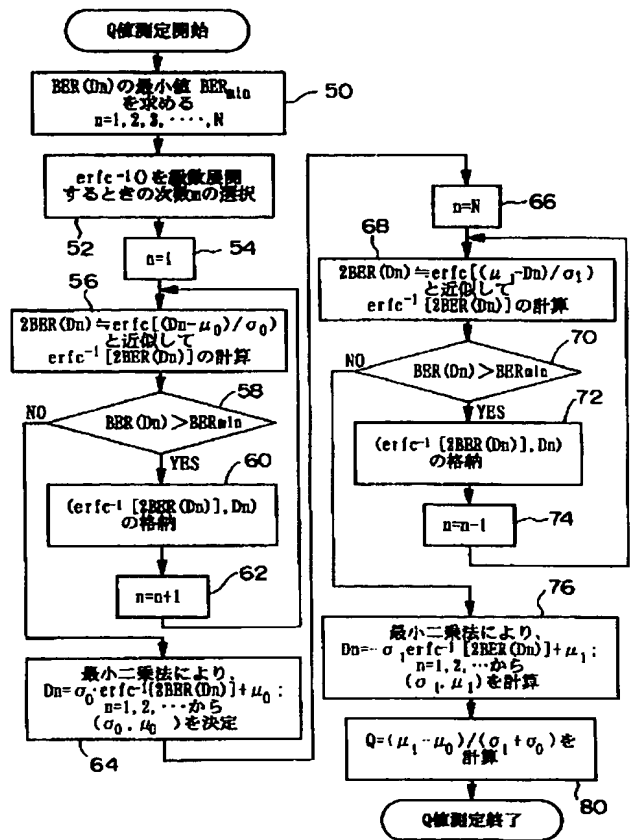 Q値測定開始
BER(Dn)の最小値 BERmin
を求める
n=1,2,3,····,N
50
erfc⁻¹()を級数展開
するときの次数mの選択
52
n=1
54
56
2BER(Dn)≒erfc[(Dn-μ0)/σ0)
と近似して
erfc⁻¹[2BER(Dn)]の計算
58
NO
BER(Dn)>BERmin
YES
60
(erfc⁻¹[2BER(Dn)],Dn)
の格納
62
n=n+1
最小二乗法により、
Dn=σ0·erfc⁻¹[2BER(Dn)]+μ0;
n=1,2,…から
(σ0,μ0)を決定
64
n=N
66
68
2BER(Dn)≒erfc[(μ1-Dn)/σ1)
と近似して
erfc⁻¹[2BER(Dn)]の計算
70
NO
BER(Dn)>BERmin
YES
72
(erfc⁻¹[2BER(Dn)],Dn)
の格納
n=n-1
74
76
最小二乗法により、
Dn=-σ1erfc⁻¹[2BER(Dn)]+μ1;
n=1,2,…から
(σ1,μ1)を計算
Q=(μ1-μ0)/(σ1+σ0)を
計算
80
Q値測定終了